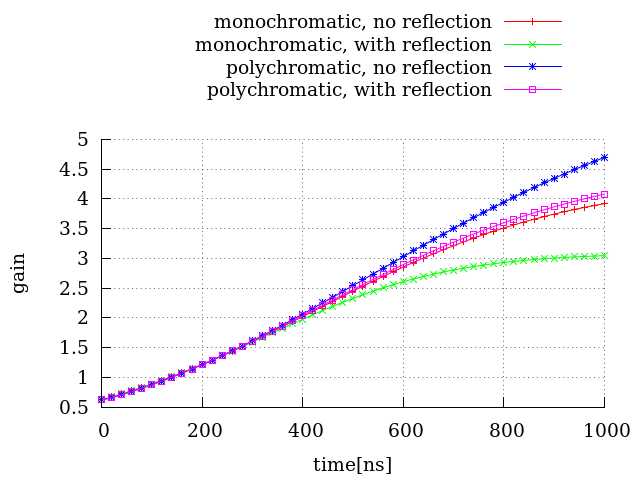 monochromatic, no reflection
monochromatic, with reflection
polychromatic, no reflection
polychromatic, with reflection
5
4.5
4
3.5
3
2.5
2
1.5
1
0.5
gain
0 200 400 600 800 1000
time[ns]